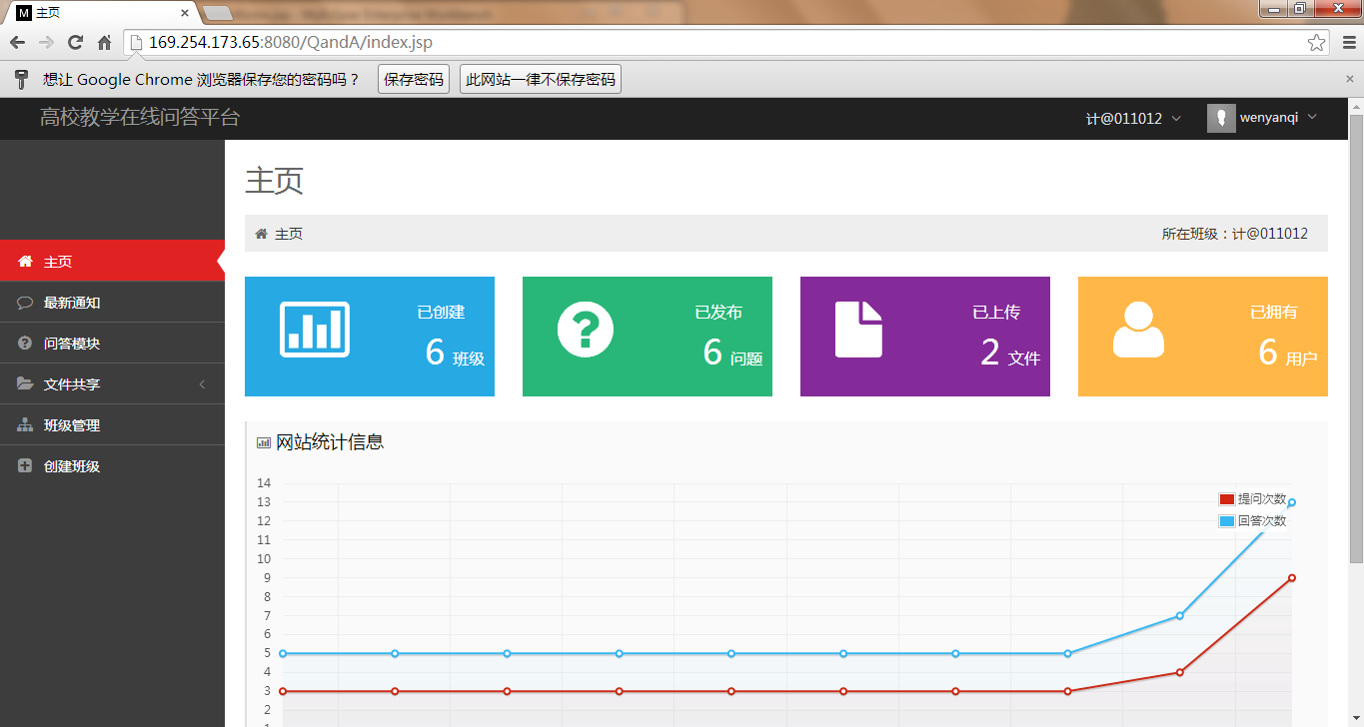 M 主页
169.254.173.65:8080/QandA/index.jsp
想让 Google Chrome 浏览器保存您的密码吗？ 保存密码 此网站一律不保存密码
高校教学在线问答平台 计@011012 wenyanqi
主页
主页 所在班级：计@011012
主页
最新通知
问答模块
文件共享
班级管理
创建班级
已创建
6 班级
已发布
6 问题
已上传
2 文件
已拥有
6 用户
网站统计信息
提问次数
回答次数
14
13
12
11
10
9
8
7
6
5
4
3
2